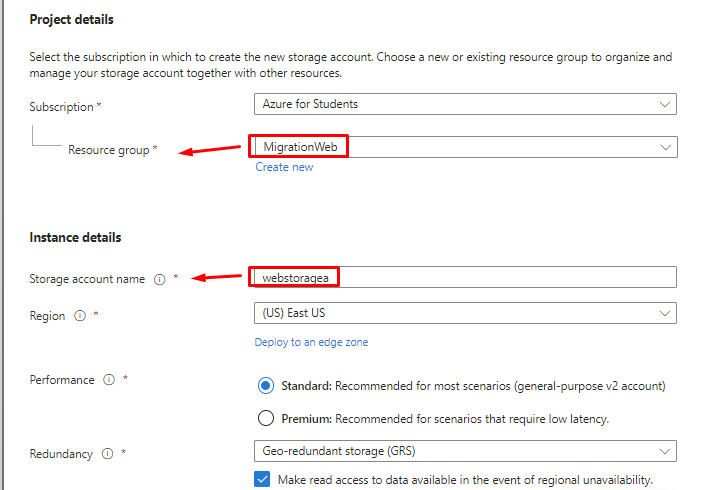 Project details
Select the subscription in which to create the new storage account. Choose a new or existing resource group to organize and
manage your storage account together with other resources.
Subscription *
Azure for Students
Resource group *
MigrationWeb
Create new
Instance details
Storage account name ⓘ *
webstoragea
Region ⓘ *
(US) East US
Deploy to an edge zone
Performance ⓘ *
Standard: Recommended for most scenarios (general-purpose v2 account)
Premium: Recommended for scenarios that require low latency.
Redundancy ⓘ *
Geo-redundant storage (GRS)
Make read access to data available in the event of regional unavailability.